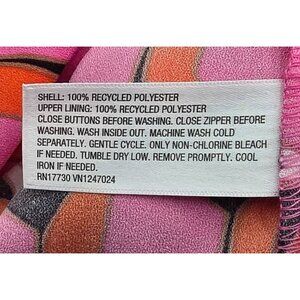 SHELL: 100% RECYCLED POLYESTER
UPPER LINING: 100% RECYCLED POLYESTER
CLOSE BUTTONS BEFORE WASHING. CLOSE ZIPPER BEFORE
WASHING. WASH INSIDE OUT. MACHINE WASH COLD
SEPARATELY. GENTLE CYCLE. ONLY NON-CHLORINE BLEACH
IF NEEDED. TUMBLE DRY LOW. REMOVE PROMPTLY. COOL
IRON IF NEEDED.
RN17730 VN1247024